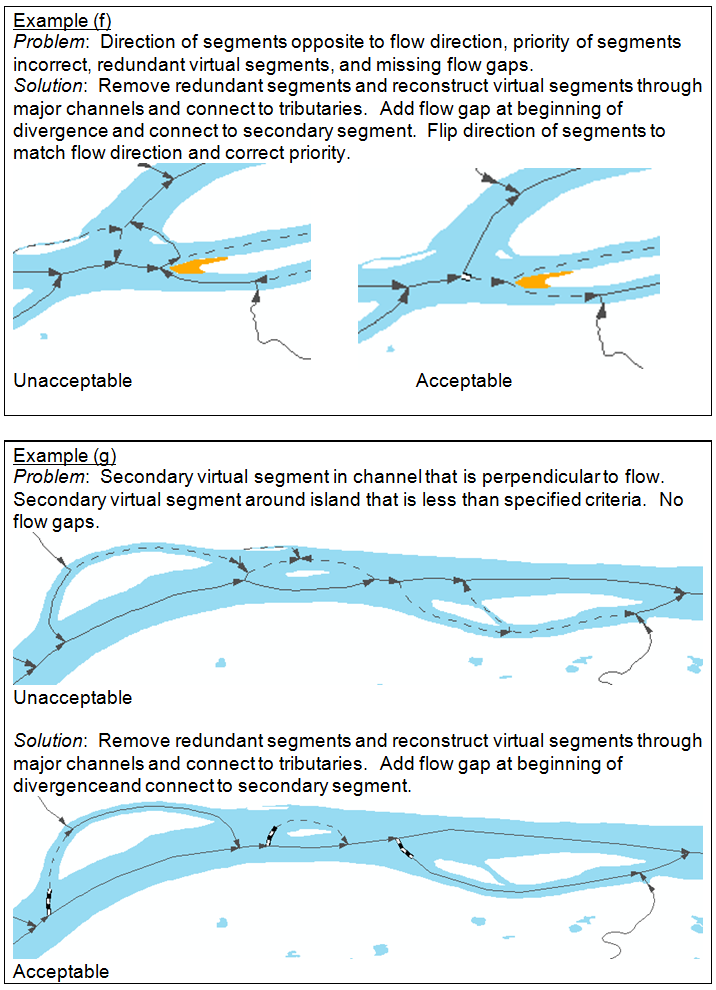 Example (f)
Problem:  Direction of segments opposite to flow direction, priority of segments
incorrect, redundant virtual segments, and missing flow gaps.
Solution:  Remove redundant segments and reconstruct virtual segments through
major channels and connect to tributaries.  Add flow gap at beginning of
divergence and connect to secondary segment.  Flip direction of segments to
match flow direction and correct priority.
Unacceptable
Acceptable
Example (g)
Problem:  Secondary virtual segment in channel that is perpendicular to flow.
Secondary virtual segment around island that is less than specified criteria.  No
flow gaps.
Unacceptable
Solution:  Remove redundant segments and reconstruct virtual segments through
major channels and connect to tributaries.  Add flow gap at beginning of
divergenceand connect to secondary segment.
Acceptable